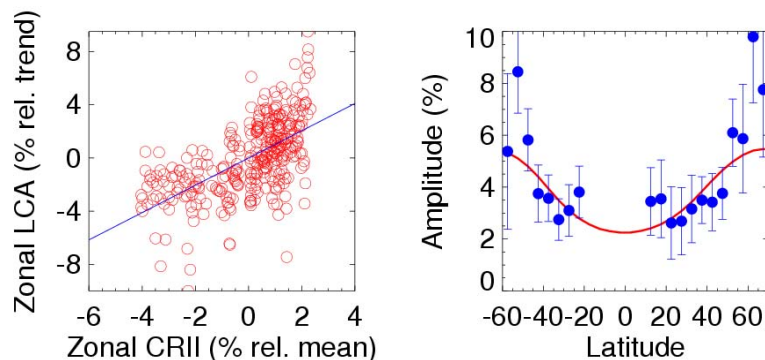 Zonal LCA (% rel. trend)
8
4
0
-4
-8
-6 -4 -2 0 2 4
Zonal CRII (% rel. mean)
Amplitude (%)
10
8
6
4
2
0
-60 -40 -20 0 20 40 60
Latitude